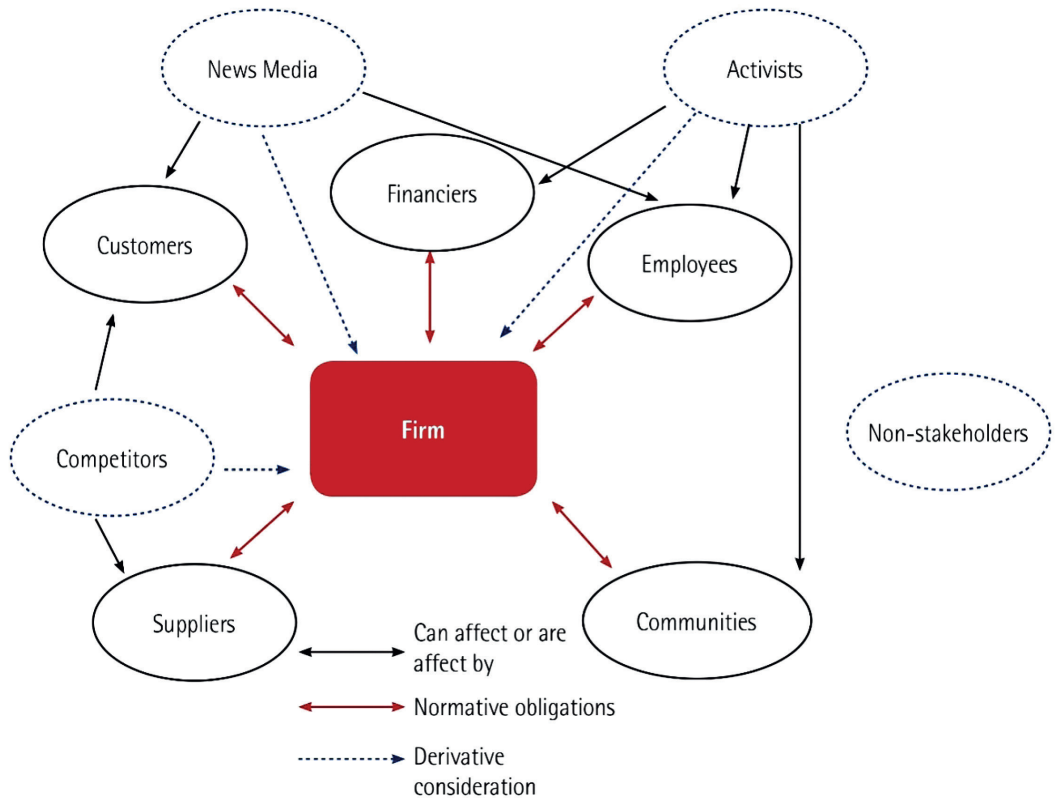 News Media
Activists
Financiers
Customers
Employees
Firm
Competitors
Non-stakeholders
Suppliers
Communities
Can affect or are
affect by
Normative obligations
Derivative
consideration